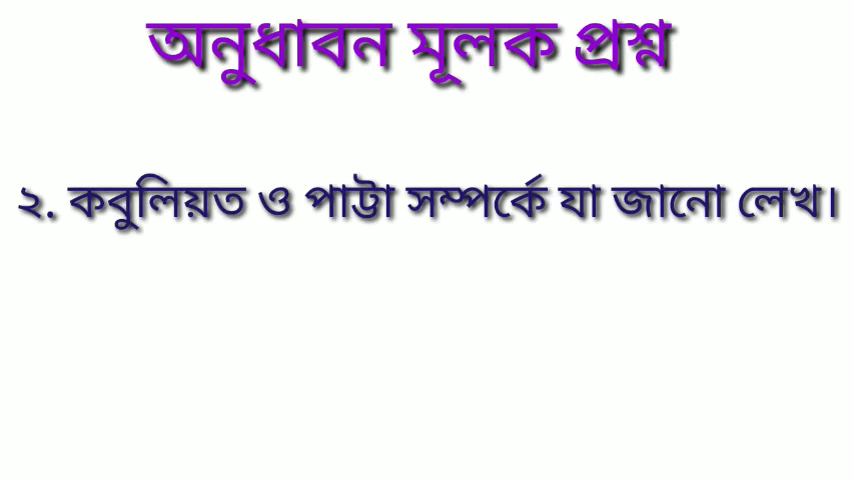 অনুধাবন মূলক প্রশ্ন
২. কবুলিয়ত ও পাট্টা সম্পর্কে যা জানো লেখ।